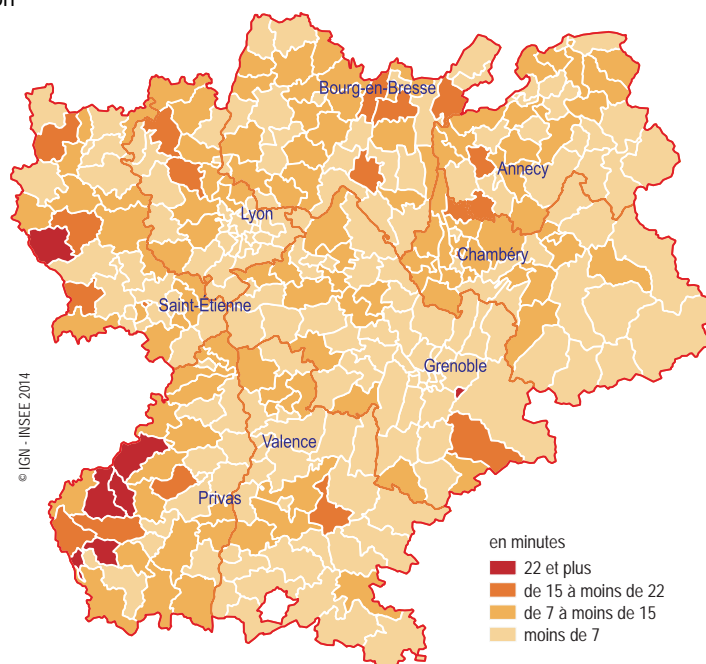 Bourg-en-Bresse
Annecy
Lyon
Chambéry
Saint-Étienne
Grenoble
Valence
Privas
© IGN - INSEE 2014
en minutes
22 et plus
de 15 à moins de 22
de 7 à moins de 15
moins de 7